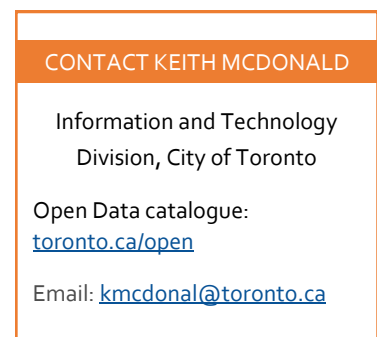 CONTACT KEITH MCDONALD
Information and Technology
Division, City of Toronto
Open Data catalogue:
toronto.ca/open
Email: kmcdonal@toronto.ca